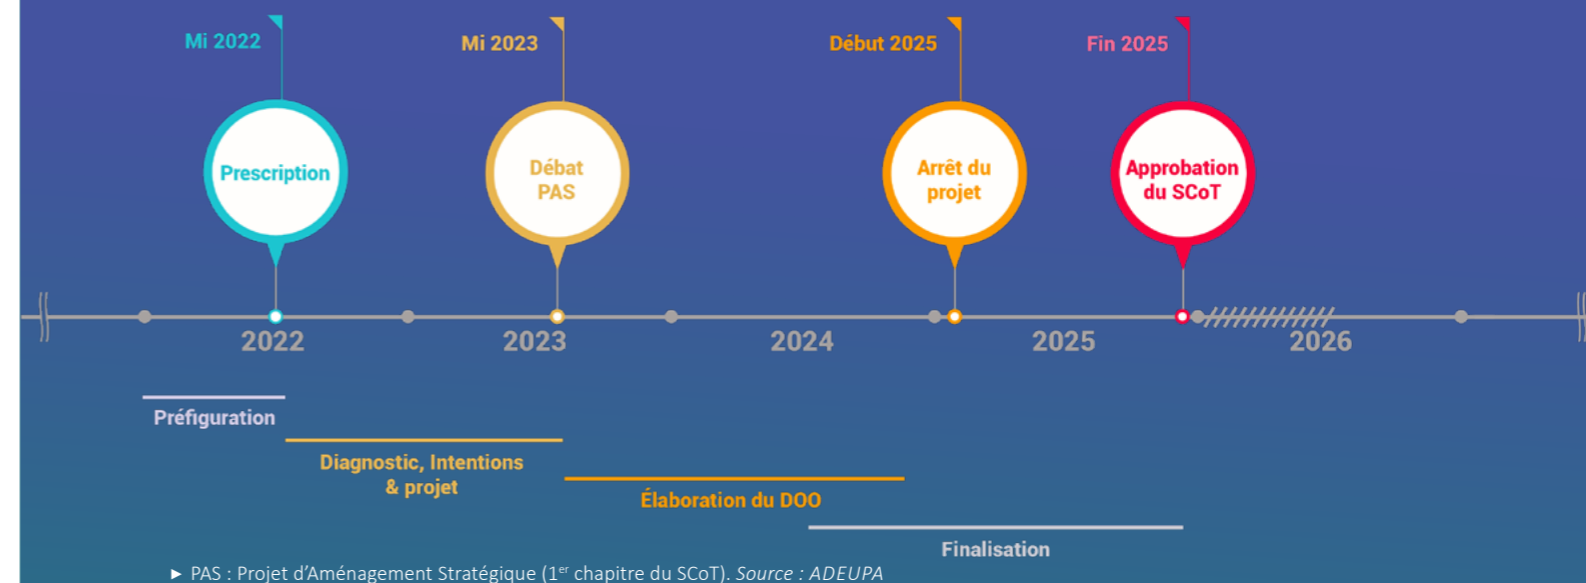 Mi 2022
Mi 2023
Début 2025
Fin 2025
Prescription
Débat
PAS
Arrêt du
projet
Approbation
du SCoT
2022
2023
2024
2025
2026
Préfiguration
Diagnostic, Intentions
& projet
Élaboration du DOO
Finalisation
► PAS : Projet d’Aménagement Stratégique (1er chapitre du SCoT). Source : ADEUPA